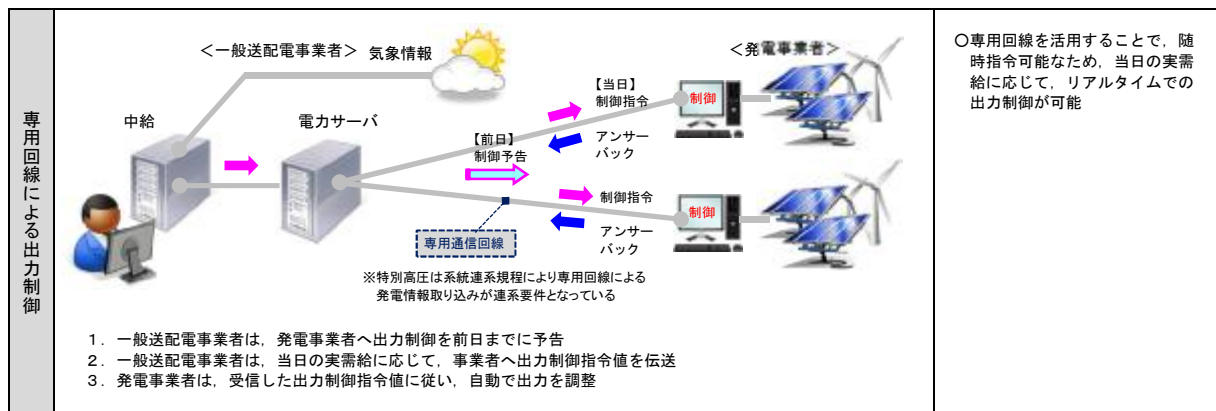 専用回線による出力制御
＜一般送配電事業者＞
気象情報
＜発電事業者＞
中給
電力サーバ
【当日】
制御指令
制御
アンサー
バック
【前日】
制御予告
制御指令
制御
アンサー
バック
専用通信回線
※特別高圧は系統連系規程により専用回線による
発電情報取り込みが連系要件となっている
１．一般送配電事業者は，発電事業者へ出力制御を前日までに予告
２．一般送配電事業者は，当日の実需給に応じて，事業者へ出力制御指令値を伝送
３．発電事業者は，受信した出力制御指令値に従い，自動で出力を調整
〇専用回線を活用することで，随
時指令可能なため，当日の実需
給に応じて，リアルタイムでの
出力制御が可能